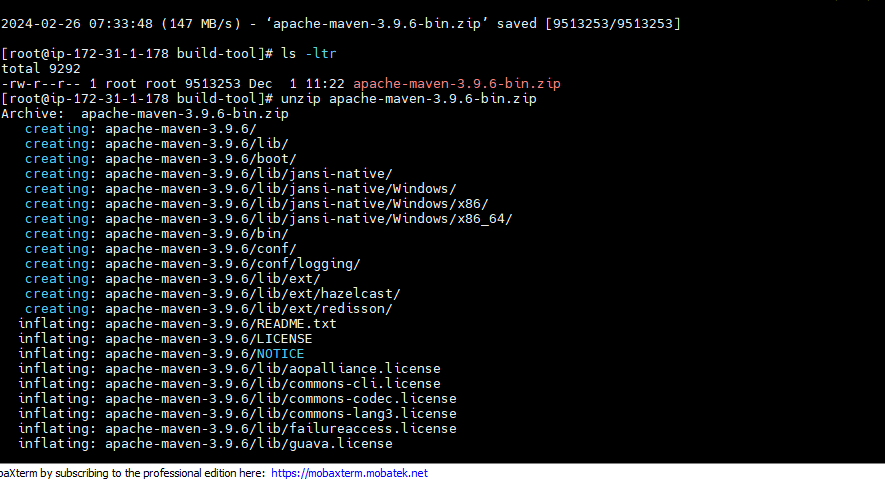 2024-02-26 07:33:48 (147 MB/s) - ‘apache-maven-3.9.6-bin.zip’ saved [9513253/9513253]
[root@ip-172-31-1-178 build-tool]# ls -ltr
total 9292
-rw-r--r-- 1 root root 9513253 Dec  1 11:22 apache-maven-3.9.6-bin.zip
[root@ip-172-31-1-178 build-tool]# unzip apache-maven-3.9.6-bin.zip
Archive:  apache-maven-3.9.6-bin.zip
   creating: apache-maven-3.9.6/
   creating: apache-maven-3.9.6/lib/
   creating: apache-maven-3.9.6/boot/
   creating: apache-maven-3.9.6/lib/jansi-native/
   creating: apache-maven-3.9.6/lib/jansi-native/Windows/
   creating: apache-maven-3.9.6/lib/jansi-native/Windows/x86/
   creating: apache-maven-3.9.6/lib/jansi-native/Windows/x86_64/
   creating: apache-maven-3.9.6/bin/
   creating: apache-maven-3.9.6/conf/
   creating: apache-maven-3.9.6/conf/logging/
   creating: apache-maven-3.9.6/lib/ext/
   creating: apache-maven-3.9.6/lib/ext/hazelcast/
   creating: apache-maven-3.9.6/lib/ext/redisson/
  inflating: apache-maven-3.9.6/README.txt
  inflating: apache-maven-3.9.6/LICENSE
  inflating: apache-maven-3.9.6/NOTICE
  inflating: apache-maven-3.9.6/lib/aopalliance.license
  inflating: apache-maven-3.9.6/lib/commons-cli.license
  inflating: apache-maven-3.9.6/lib/commons-codec.license
  inflating: apache-maven-3.9.6/lib/commons-lang3.license
  inflating: apache-maven-3.9.6/lib/failureaccess.license
  inflating: apache-maven-3.9.6/lib/guava.license
baXterm by subscribing to the professional edition here:  https://mobaxterm.mobatek.net